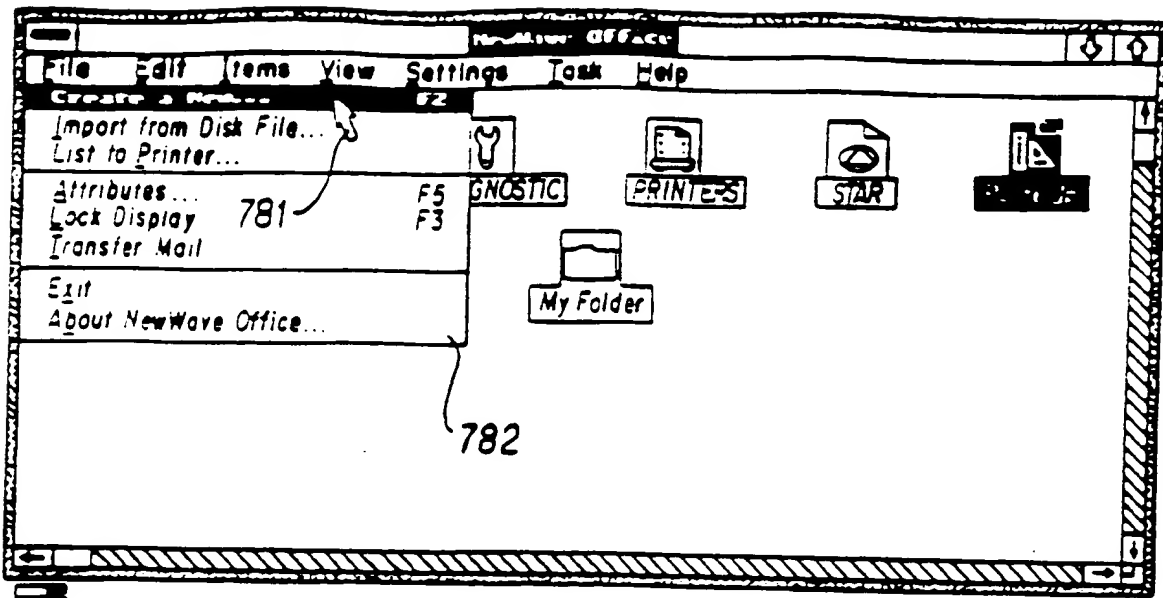 NewWave Office
File Edit Items View Settings Task Help
Create a New... F2
Import from Disk File...
List to Printer...
Attributes... F5
Lock Display F3
Transfer Mail
Exit
About NewWave Office...
781
782
GNOSTIC
PRINTERS
STAR
My Folder